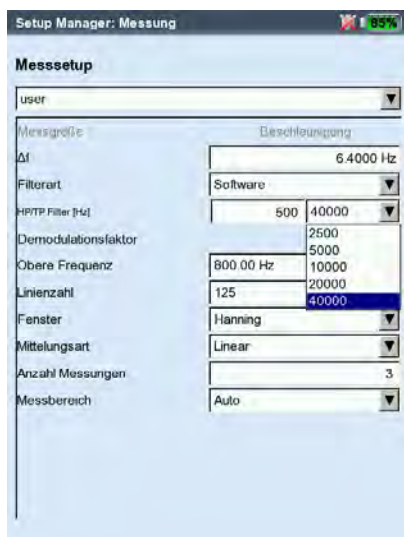 Setup Manager: Messung 85%
Messsetup
user
Messgröße Beschleunigung
Δf 6.4000 Hz
Filterart Software
HP/TP Filter [Hz] 500 40000
2500
5000
10000
20000
40000
Demodulationsfaktor
Obere Frequenz 800.00 Hz
Linienzahl 125
Fenster Hanning
Mittelungsart Linear
Anzahl Messungen 3
Messbereich Auto